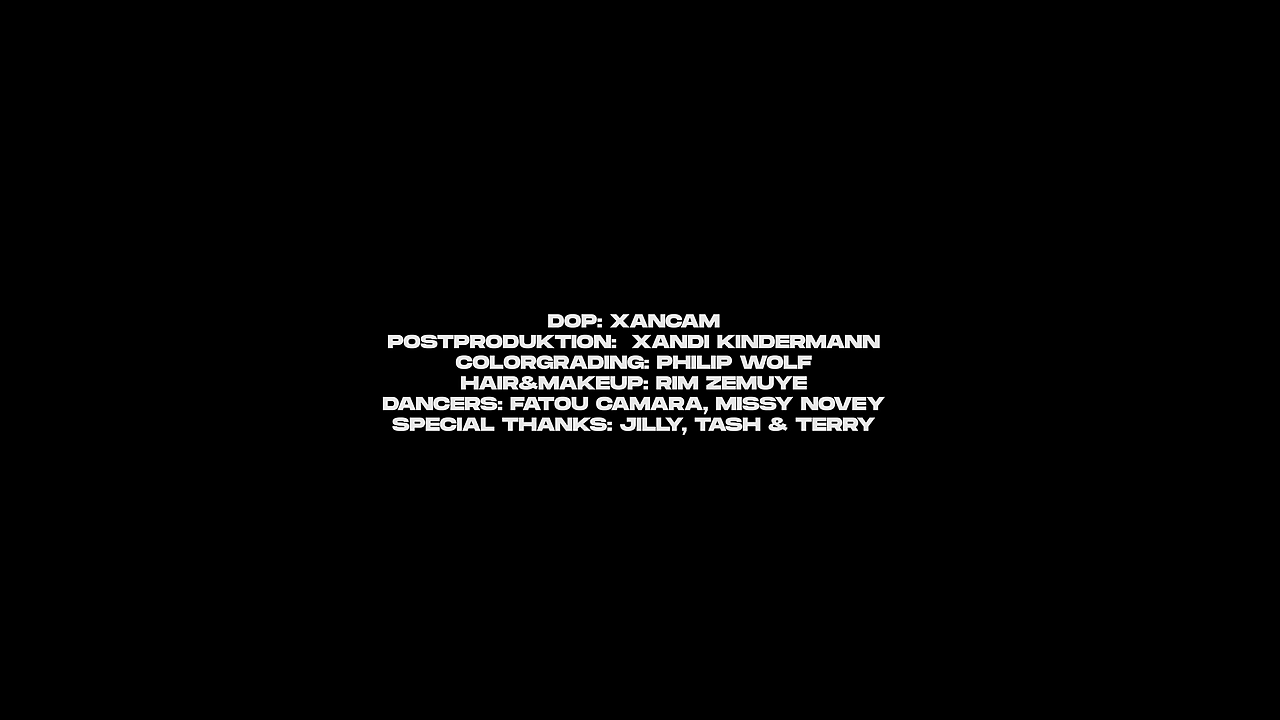 DOP: XANCAM
POSTPRODUKTION:  XANDI KINDERMANN
COLORGRADING: PHILIP WOLF
HAIR&MAKEUP: RIM ZEMUYE
DANCERS: FATOU CAMARA, MISSY NOVEY
SPECIAL THANKS: JILLY, TASH & TERRY